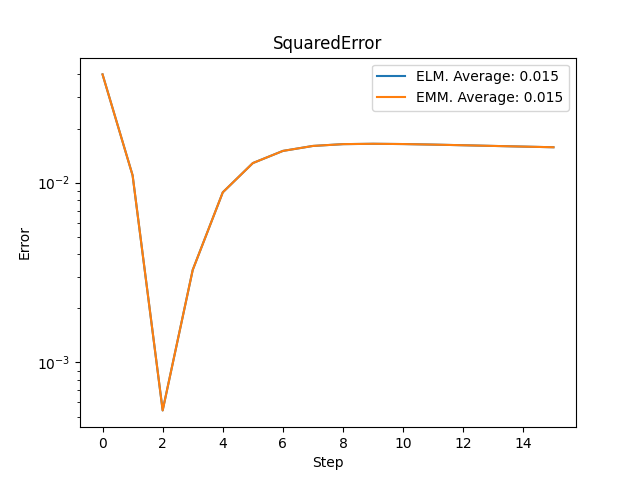 SquaredError
ELM. Average: 0.015
EMM. Average: 0.015
Error
10⁻²
10⁻³
0 2 4 6 8 10 12 14
Step